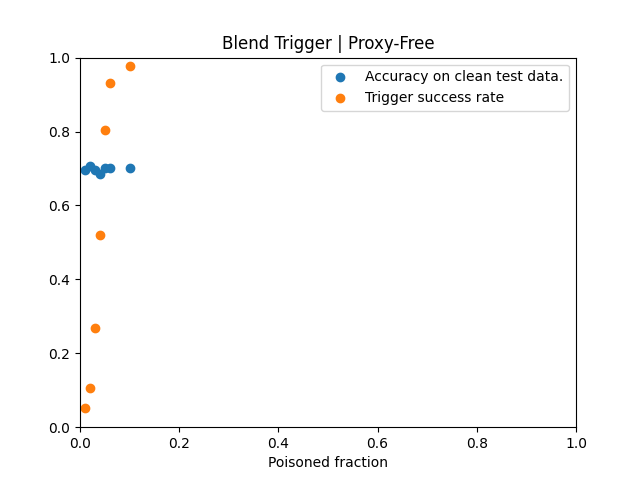 Blend Trigger | Proxy-Free
Accuracy on clean test data.
Trigger success rate
1.0
0.8
0.6
0.4
0.2
0.0
0.0 0.2 0.4 0.6 0.8 1.0
Poisoned fraction